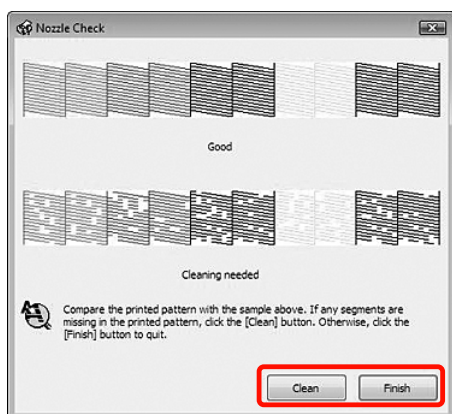 Nozzle Check
Good
Cleaning needed
Compare the printed pattern with the sample above. If any segments are
missing in the printed pattern, click the [Clean] button. Otherwise, click the
[Finish] button to quit.
Clean Finish